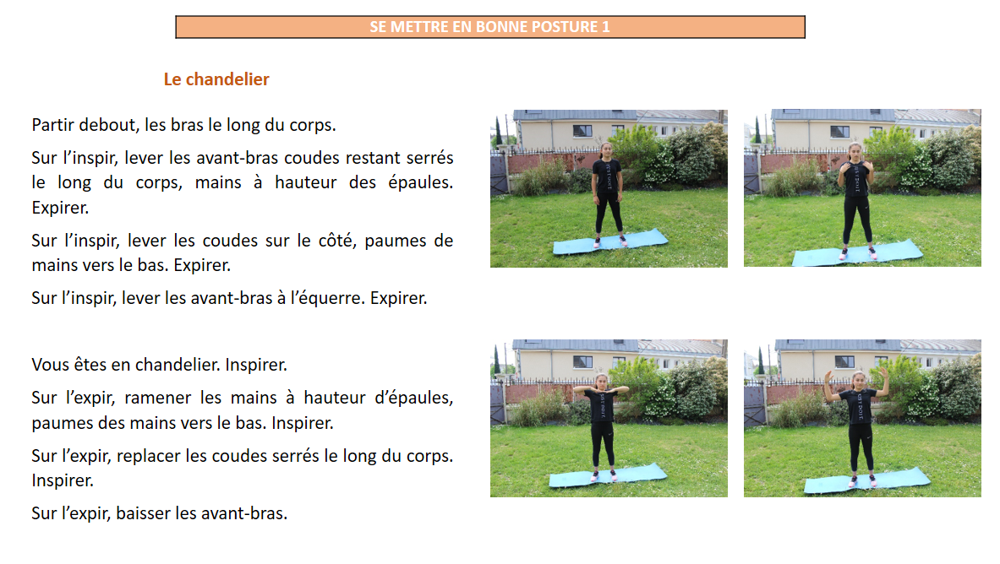 SE METTRE EN BONNE POSTURE 1
Le chandelier
Partir debout, les bras le long du corps.
Sur l’inspir, lever les avant-bras coudes restant serrés
le long du corps, mains à hauteur des épaules.
Expirer.
Sur l’inspir, lever les coudes sur le côté, paumes de
mains vers le bas. Expirer.
Sur l’inspir, lever les avant-bras à l’équerre. Expirer.
Vous êtes en chandelier. Inspirer.
Sur l’expir, ramener les mains à hauteur d’épaules,
paumes des mains vers le bas. Inspirer.
Sur l’expir, replacer les coudes serrés le long du corps.
Inspirer.
Sur l’expir, baisser les avant-bras.